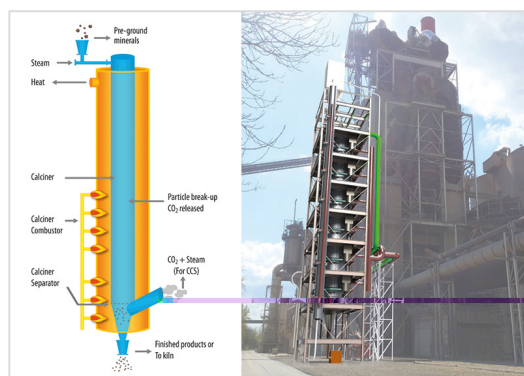 Pre-ground
minerals
Steam
Heat
Calciner
Particle break-up
CO₂ released
Calciner
Combustor
CO₂ + Steam
(For CCS)
Calciner
Separator
Finished products or
To kiln